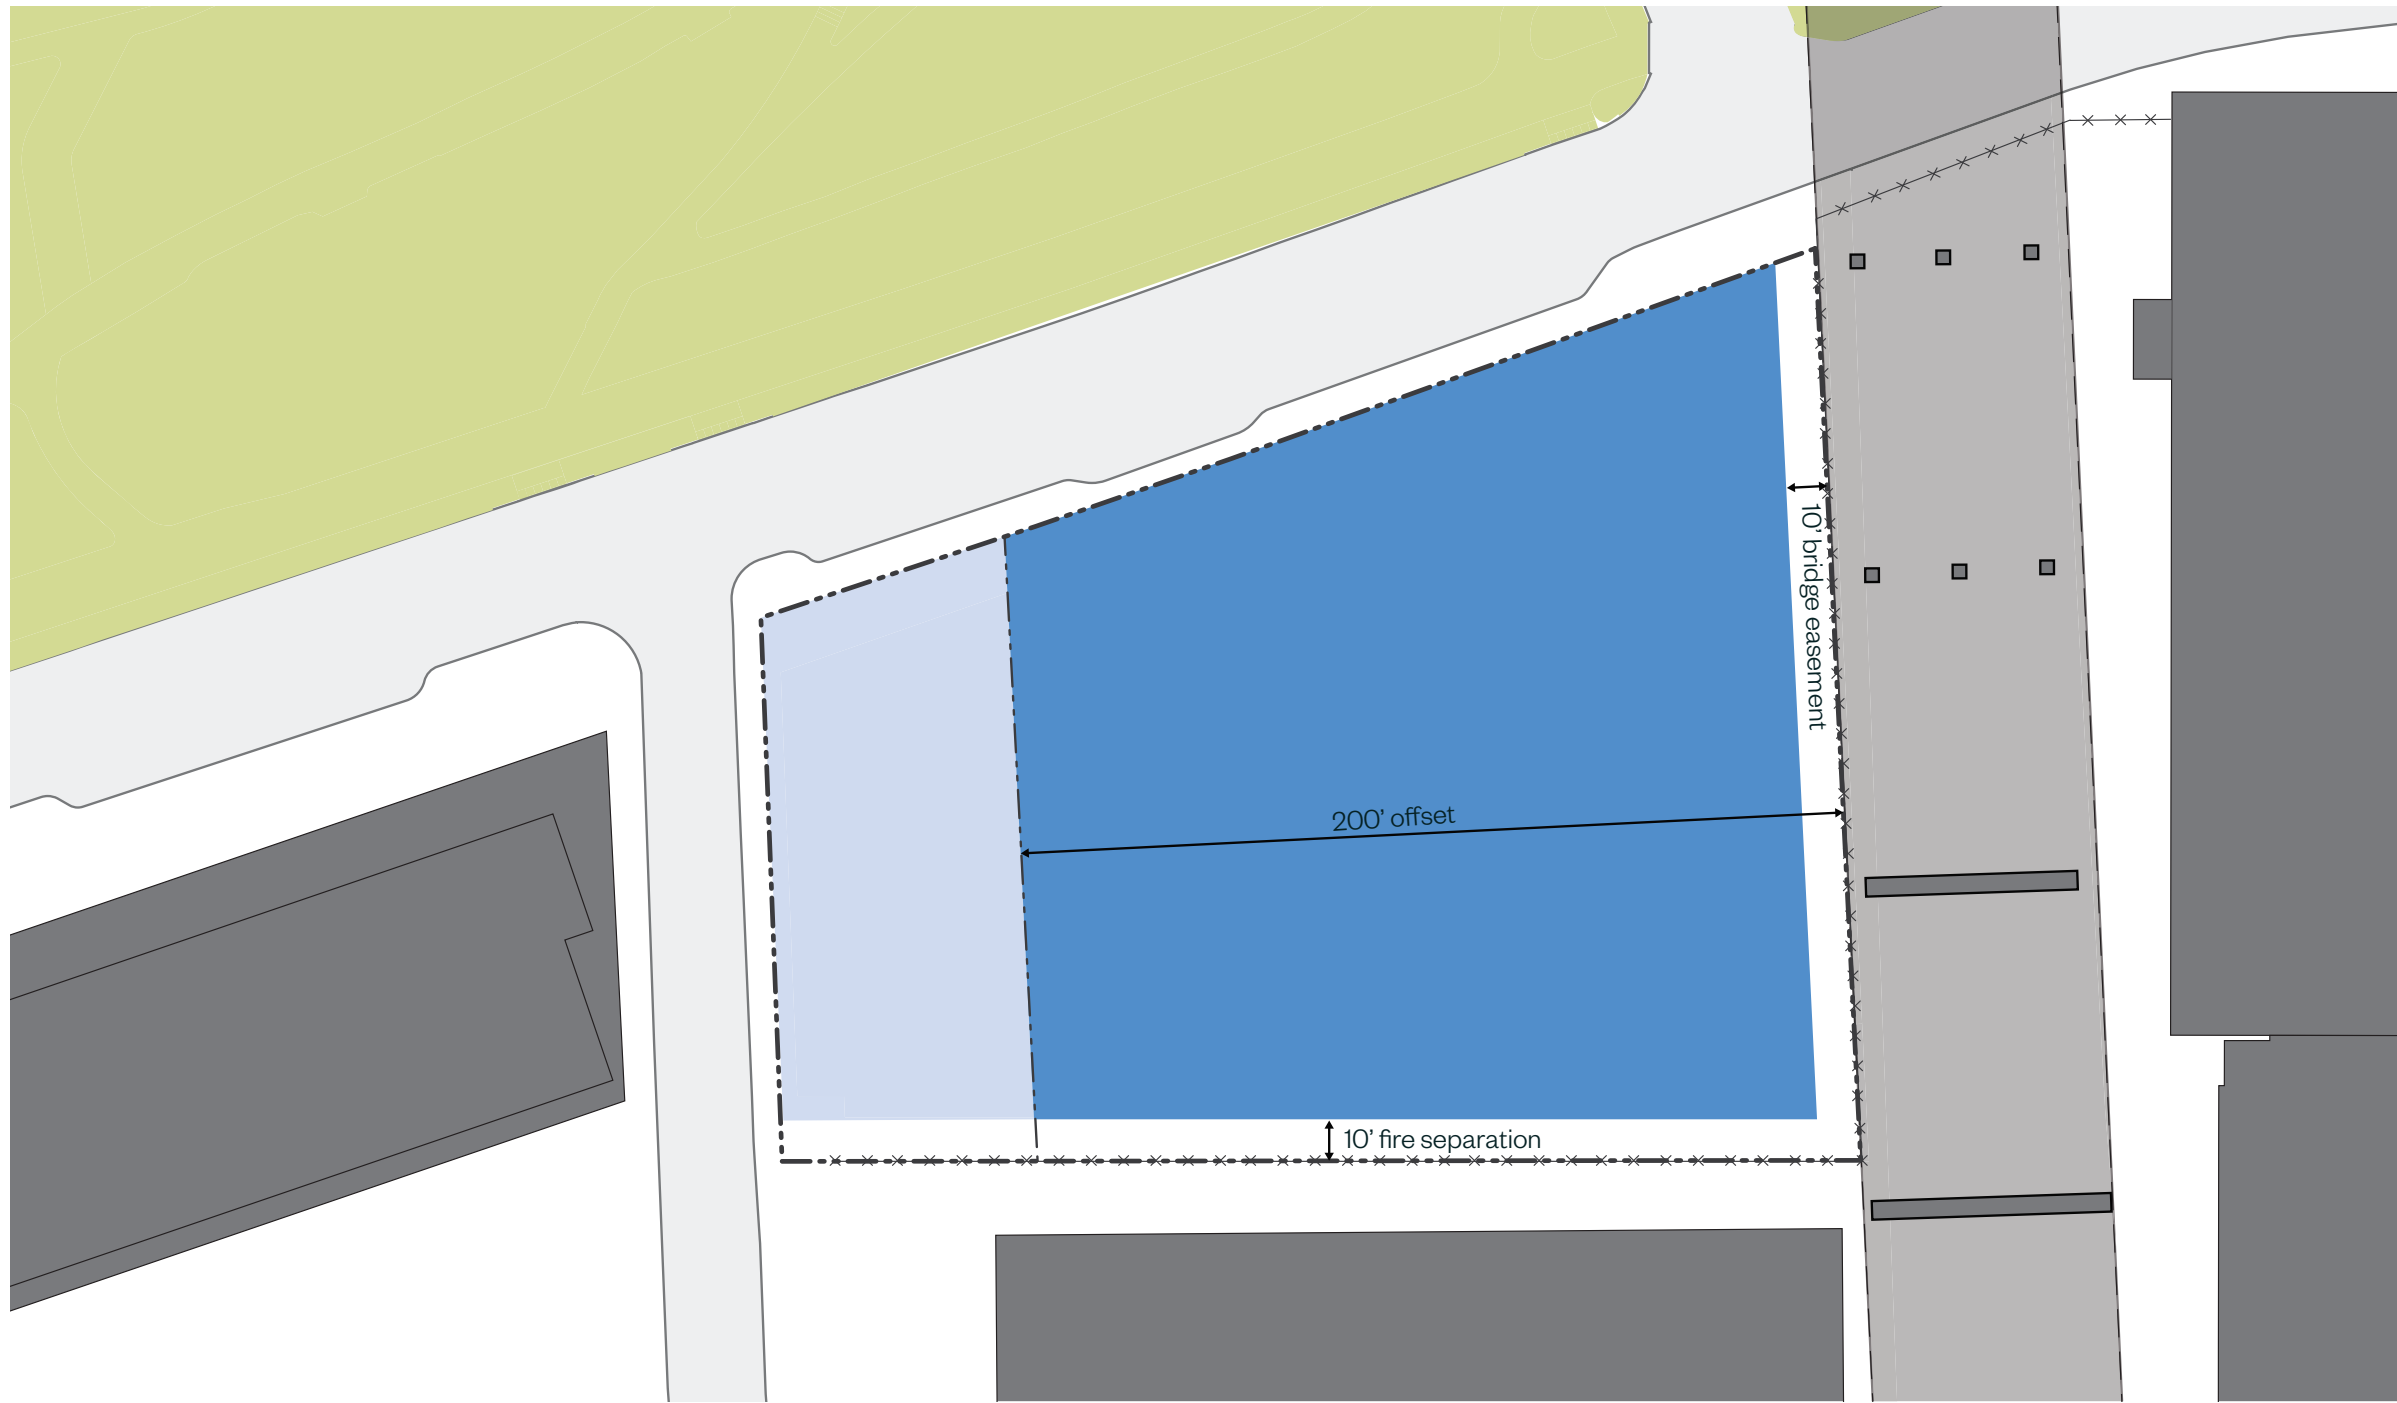 10’ bridge easement
200’ offset
10’ fire separation